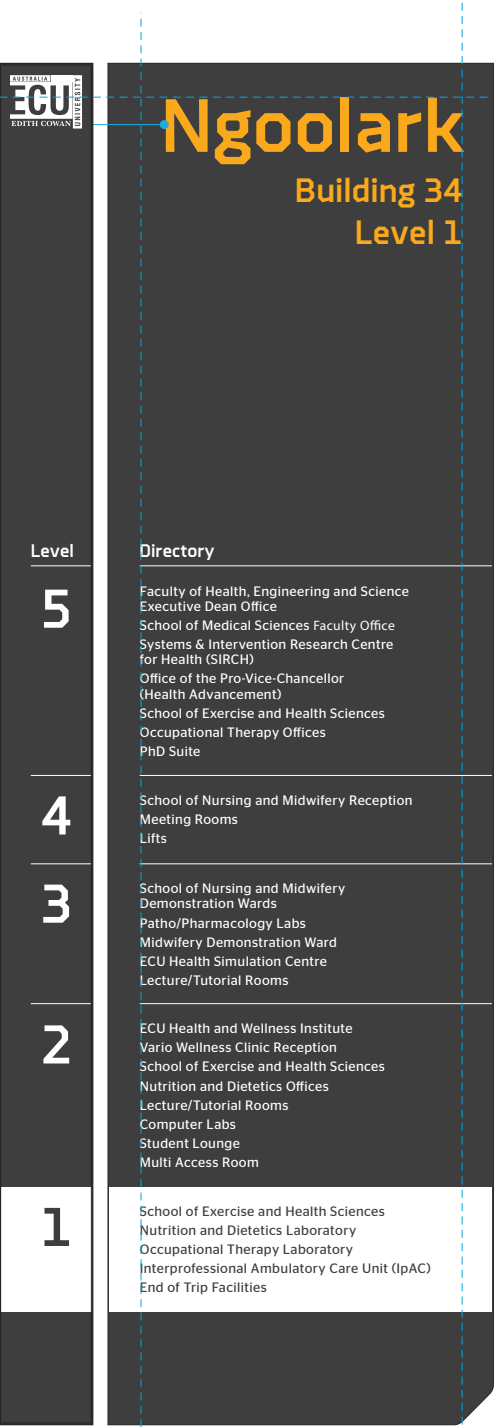 AUSTRALIA
ECU
EDITH COWAN
UNIVERSITY
Ngoolark
Building 34
Level 1
Level
Directory
5
Faculty of Health, Engineering and Science
Executive Dean Office
School of Medical Sciences Faculty Office
Systems & Intervention Research Centre
for Health (SIRCH)
Office of the Pro-Vice-Chancellor
(Health Advancement)
School of Exercise and Health Sciences
Occupational Therapy Offices
PhD Suite
4
School of Nursing and Midwifery Reception
Meeting Rooms
Lifts
3
School of Nursing and Midwifery
Demonstration Wards
Patho/Pharmacology Labs
Midwifery Demonstration Ward
ECU Health Simulation Centre
Lecture/Tutorial Rooms
2
ECU Health and Wellness Institute
Vario Wellness Clinic Reception
School of Exercise and Health Sciences
Nutrition and Dietetics Offices
Lecture/Tutorial Rooms
Computer Labs
Student Lounge
Multi Access Room
1
School of Exercise and Health Sciences
Nutrition and Dietetics Laboratory
Occupational Therapy Laboratory
Interprofessional Ambulatory Care Unit (IpAC)
End of Trip Facilities